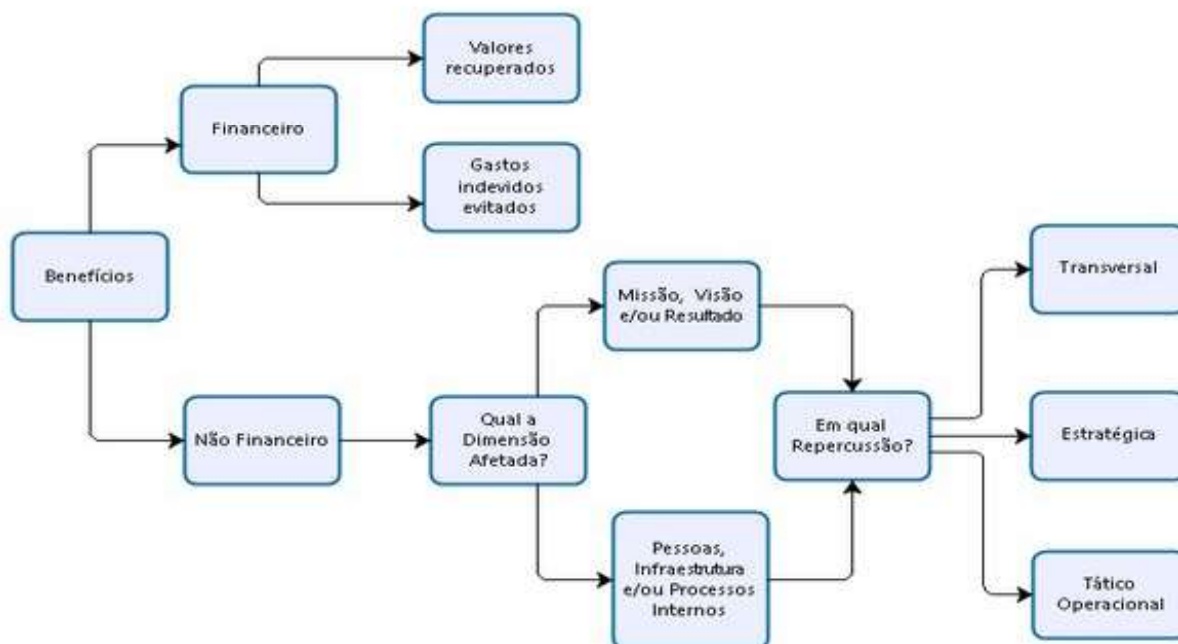 Valores
recuperados
Financeiro
Gastos
indevidos
evitados
Benefícios
Não Financeiro
Qual a
Dimensão
Afetada?
Missão, Visão
e/ou Resultado
Pessoas,
Infraestrutura
e/ou Processos
Internos
Em qual
Repercussão?
Transversal
Estratégica
Tático
Operacional